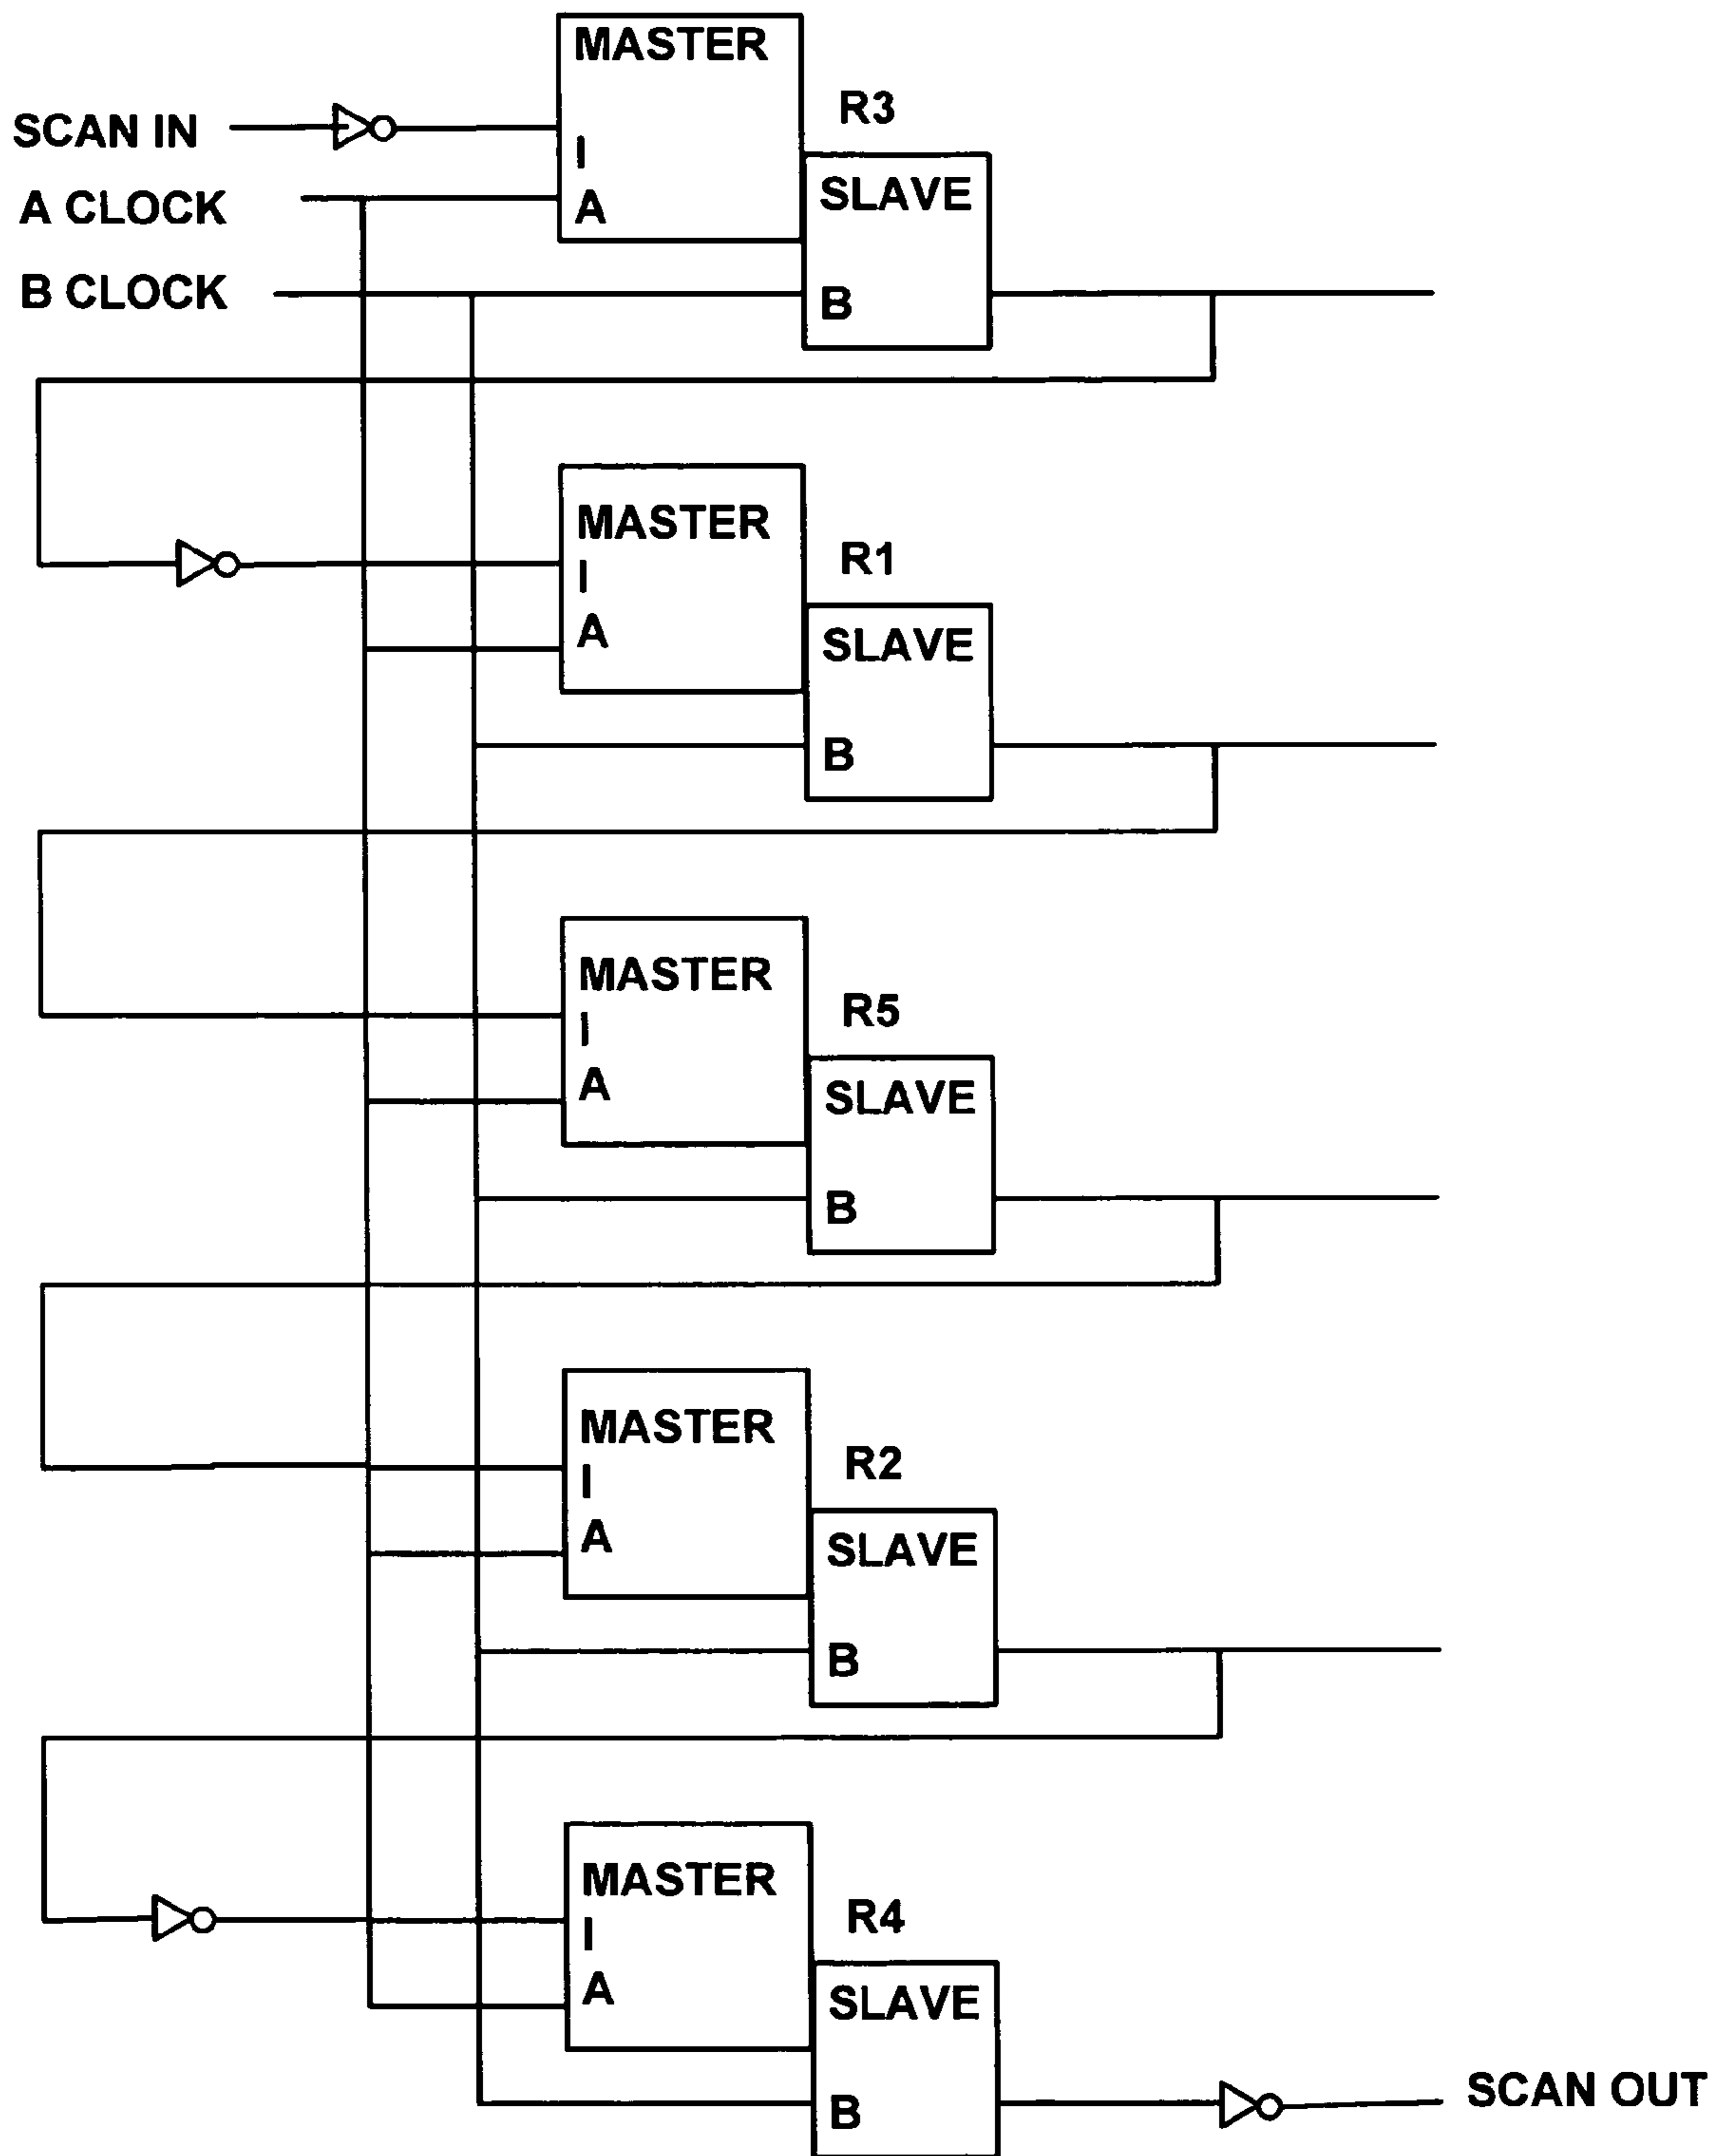 MASTER
R3
SCAN IN
I
A CLOCK
A
SLAVE
B CLOCK
B
MASTER
R1
I
A
SLAVE
B
MASTER
R5
I
A
SLAVE
B
MASTER
R2
I
A
SLAVE
B
MASTER
R4
I
A
SLAVE
B
SCAN OUT